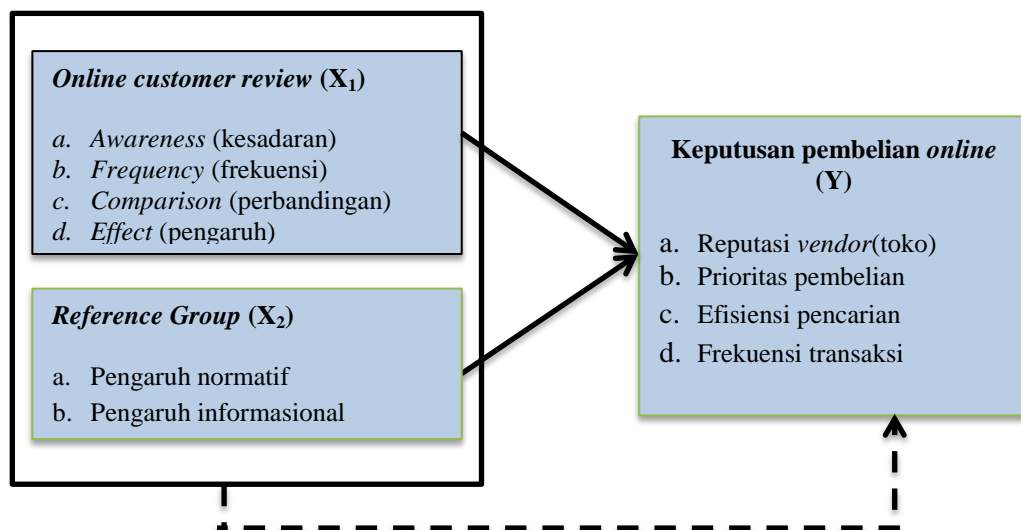 Online customer review (X₁)
a. Awareness (kesadaran)
b. Frequency (frekuensi)
c. Comparison (perbandingan)
d. Effect (pengaruh)
Reference Group (X₂)
a. Pengaruh normatif
b. Pengaruh informasional
Keputusan pembelian online
(Y)
a. Reputasi vendor(toko)
b. Prioritas pembelian
c. Efisiensi pencarian
d. Frekuensi transaksi